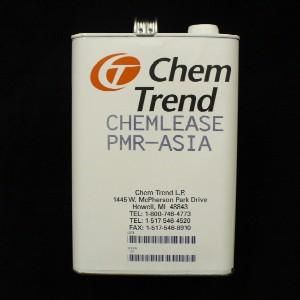 Chem
Trend
CHEMLEASE
PMR-ASIA
Chem Trend L.P.
1445 W. McPherson Park Drive
Howell, MI 48843
TEL: 1-800-746-4773
TEL: 1-517-546-4520
FAX: 1-517-546-8910